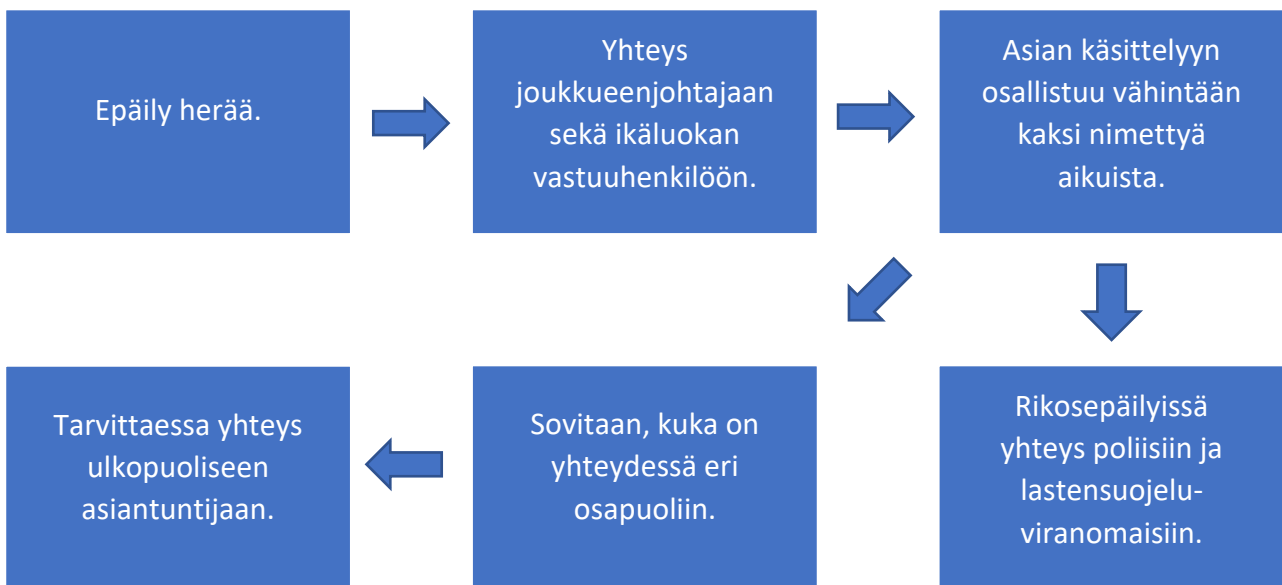 Epäily herää.
Yhteys
joukkueenjohtajaan
sekä ikäluokan
vastuuhenkilöön.
Asian käsittelyyn
osallistuu vähintään
kaksi nimettyä
aikuista.
Tarvittaessa yhteys
ulkopuoliseen
asiantuntijaan.
Sovitaan, kuka on
yhteydessä eri
osapuoliin.
Rikosepäilyissä
yhteys poliisiin ja
lastensuojelu-
viranomaisiin.